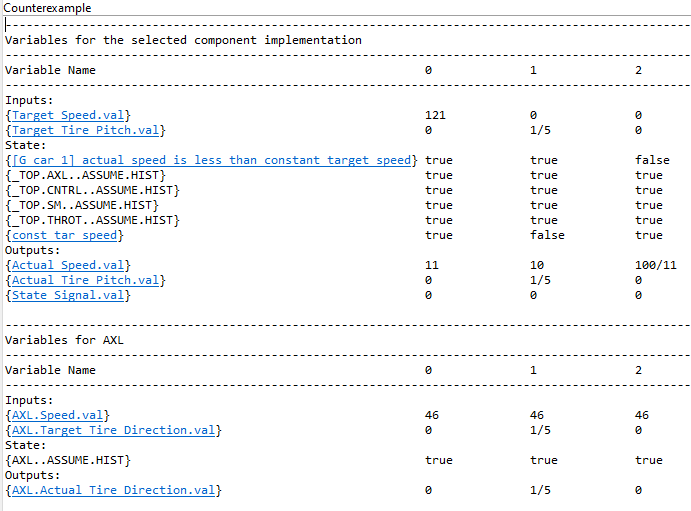 Counterexample
--------------------------------------------------------------------------------------------------
Variables for the selected component implementation
--------------------------------------------------------------------------------------------------
Variable Name 0 1 2
--------------------------------------------------------------------------------------------------
Inputs:
{Target Speed.val} 121 0 0
{Target Tire Pitch.val} 0 1/5 0
State:
{[G car 1] actual speed is less than constant target speed} true true false
{_TOP.AXL..ASSUME.HIST} true true true
{_TOP.CNTRL..ASSUME.HIST} true true true
{_TOP.SM..ASSUME.HIST} true true true
{_TOP.THROT..ASSUME.HIST} true true true
{const tar speed} true false true
Outputs:
{Actual Speed.val} 11 10 100/11
{Actual Tire Pitch.val} 0 1/5 0
{State Signal.val} 0 0 0
--------------------------------------------------------------------------------------------------
Variables for AXL
--------------------------------------------------------------------------------------------------
Variable Name 0 1 2
--------------------------------------------------------------------------------------------------
Inputs:
{AXL.Speed.val} 46 46 46
{AXL.Target Tire Direction.val} 0 1/5 0
State:
{AXL..ASSUME.HIST} true true true
Outputs:
{AXL.Actual Tire Direction.val} 0 1/5 0